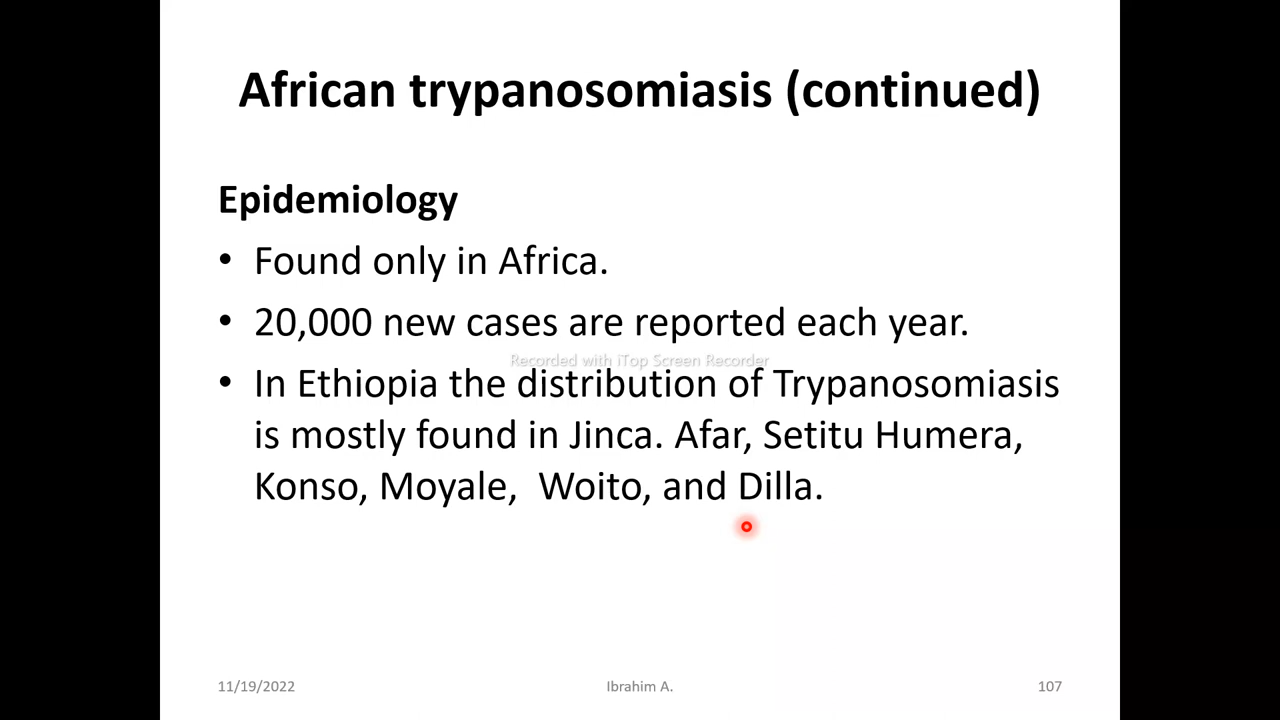 African trypanosomiasis (continued)
Epidemiology
• Found only in Africa.
• 20,000 new cases are reported each year.
Recorded with iTop Screen Recorder
• In Ethiopia the distribution of Trypanosomiasis
is mostly found in Jinca. Afar, Setitu Humera,
Konso, Moyale,  Woito, and Dilla.
11/19/2022
Ibrahim A.
107